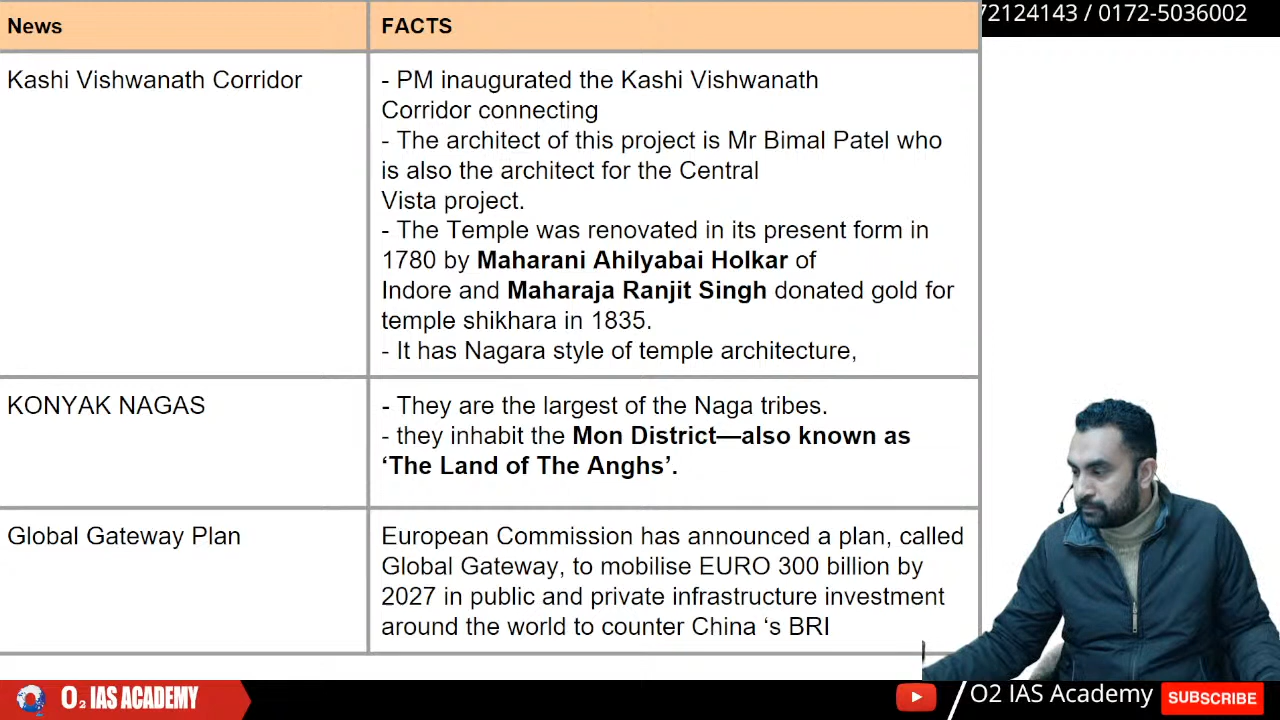 News
FACTS
72124143 / 0172-5036002
Kashi Vishwanath Corridor
- PM inaugurated the Kashi Vishwanath
Corridor connecting
- The architect of this project is Mr Bimal Patel who
is also the architect for the Central
Vista project.
- The Temple was renovated in its present form in
1780 by Maharani Ahilyabai Holkar of
Indore and Maharaja Ranjit Singh donated gold for
temple shikhara in 1835.
- It has Nagara style of temple architecture,
KONYAK NAGAS
- They are the largest of the Naga tribes.
- they inhabit the Mon District—also known as
‘The Land of The Anghs’.
Global Gateway Plan
European Commission has announced a plan, called
Global Gateway, to mobilise EURO 300 billion by
2027 in public and private infrastructure investment
around the world to counter China ‘s BRI
O2 IAS ACADEMY
O2 IAS Academy
SUBSCRIBE